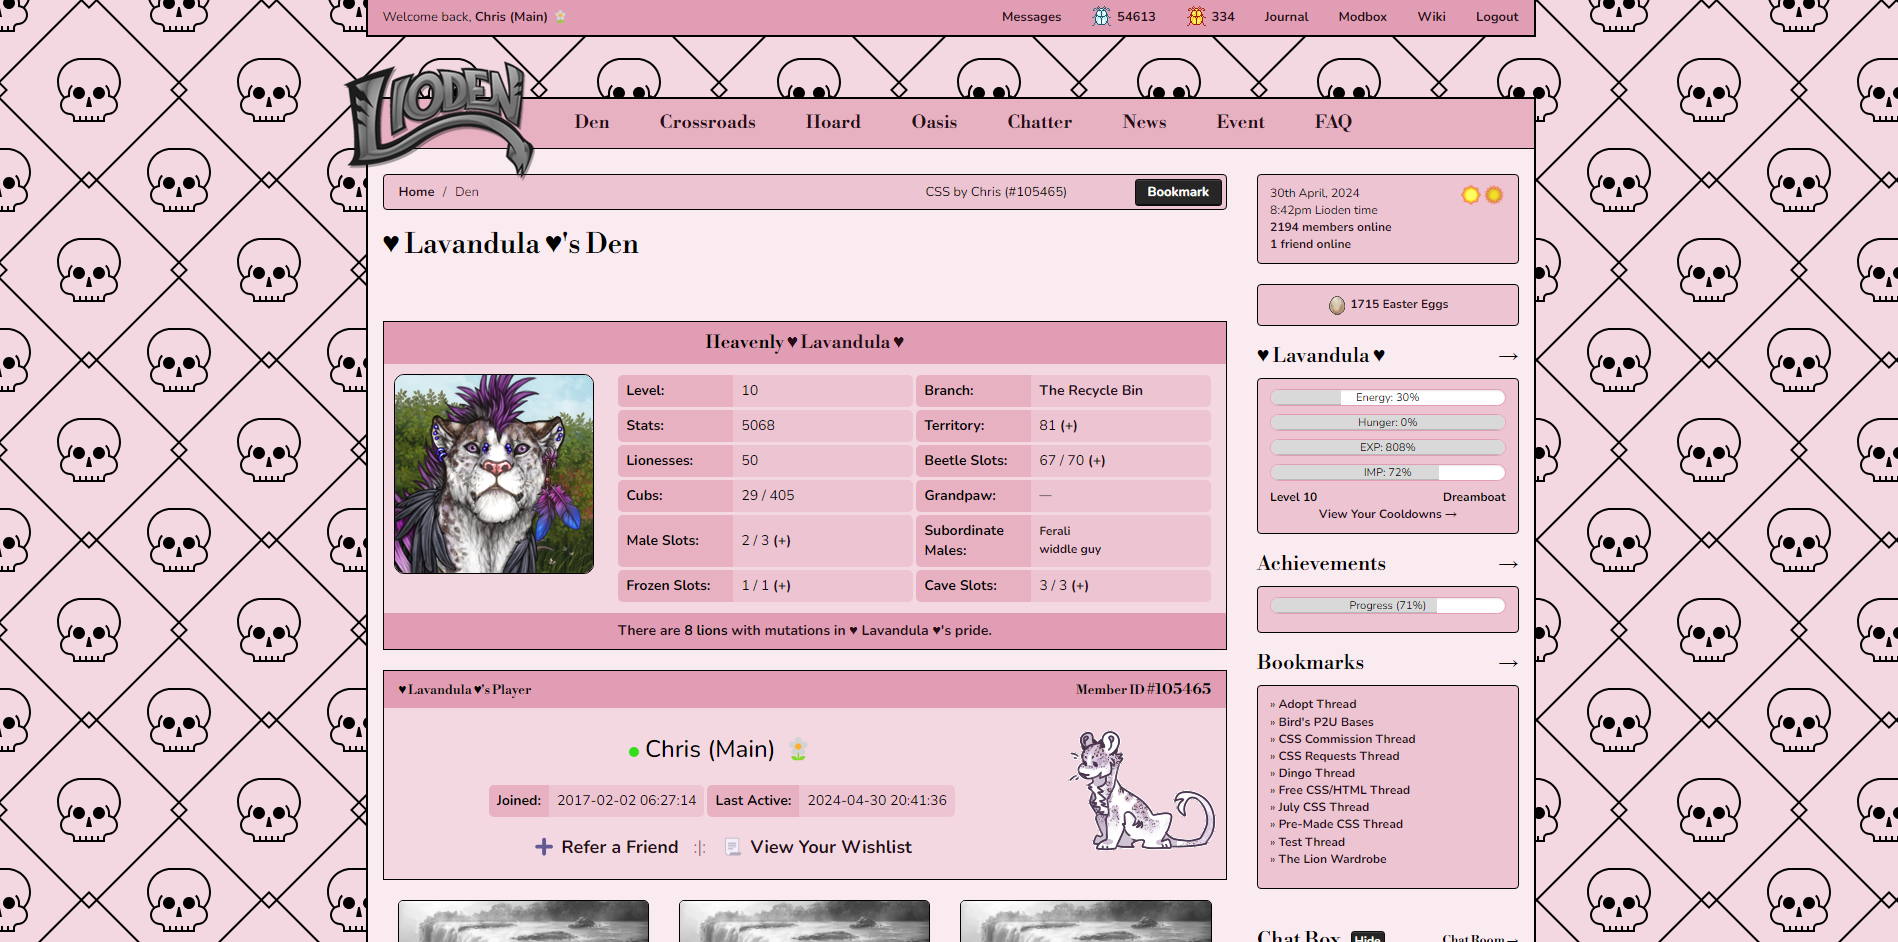 Welcome back, Chris (Main)
Messages 54613 334 Journal Modbox Wiki Logout
LIODEN
Den Crossroads Hoard Oasis Chatter News Event FAQ
Home / Den CSS by Chris (#105465) Bookmark
♥ Lavandula ♥'s Den
Heavenly ♥ Lavandula ♥
Level: 10 Branch: The Recycle Bin
Stats: 5068 Territory: 81 (+)
Lionesses: 50 Beetle Slots: 67 / 70 (+)
Cubs: 29 / 405 Grandpaw: —
Male Slots: 2 / 3 (+) Subordinate Males: Ferali
widdle guy
Frozen Slots: 1 / 1 (+) Cave Slots: 3 / 3 (+)
There are 8 lions with mutations in ♥ Lavandula ♥'s pride.
♥ Lavandula ♥'s Player Member ID #105465
Chris (Main)
Joined: 2017-02-02 06:27:14 Last Active: 2024-04-30 20:41:36
Refer a Friend :|: View Your Wishlist
30th April, 2024
8:42pm Lioden time
2194 members online
1 friend online
1715 Easter Eggs
♥ Lavandula ♥ →
Energy: 30%
Hunger: 0%
EXP: 808%
IMP: 72%
Level 10 Dreamboat
View Your Cooldowns →
Achievements →
Progress (71%)
Bookmarks →
» Adopt Thread
» Bird's P2U Bases
» CSS Commission Thread
» CSS Requests Thread
» Dingo Thread
» Free CSS/HTML Thread
» July CSS Thread
» Pre-Made CSS Thread
» Test Thread
» The Lion Wardrobe
Chat Box Hide Chat Room →